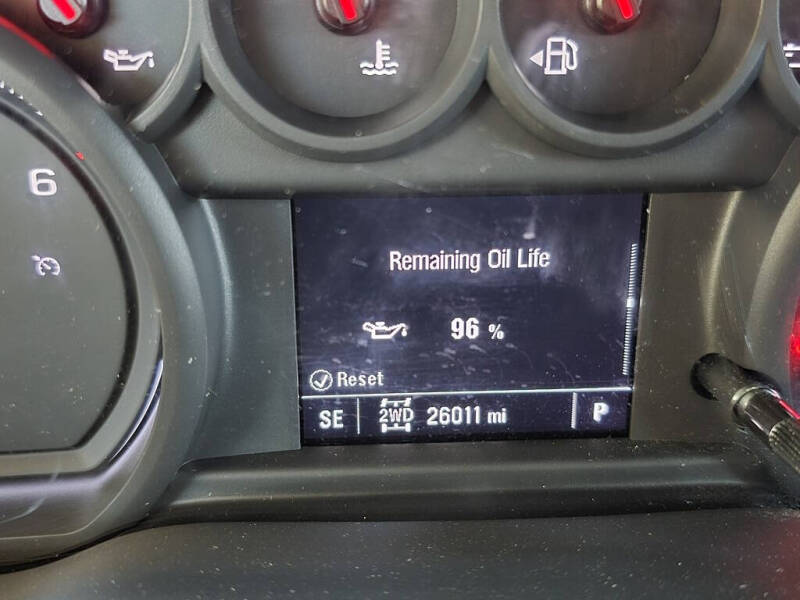 6
Remaining Oil Life
96 %
Reset
SE 2WD 26011 mi P